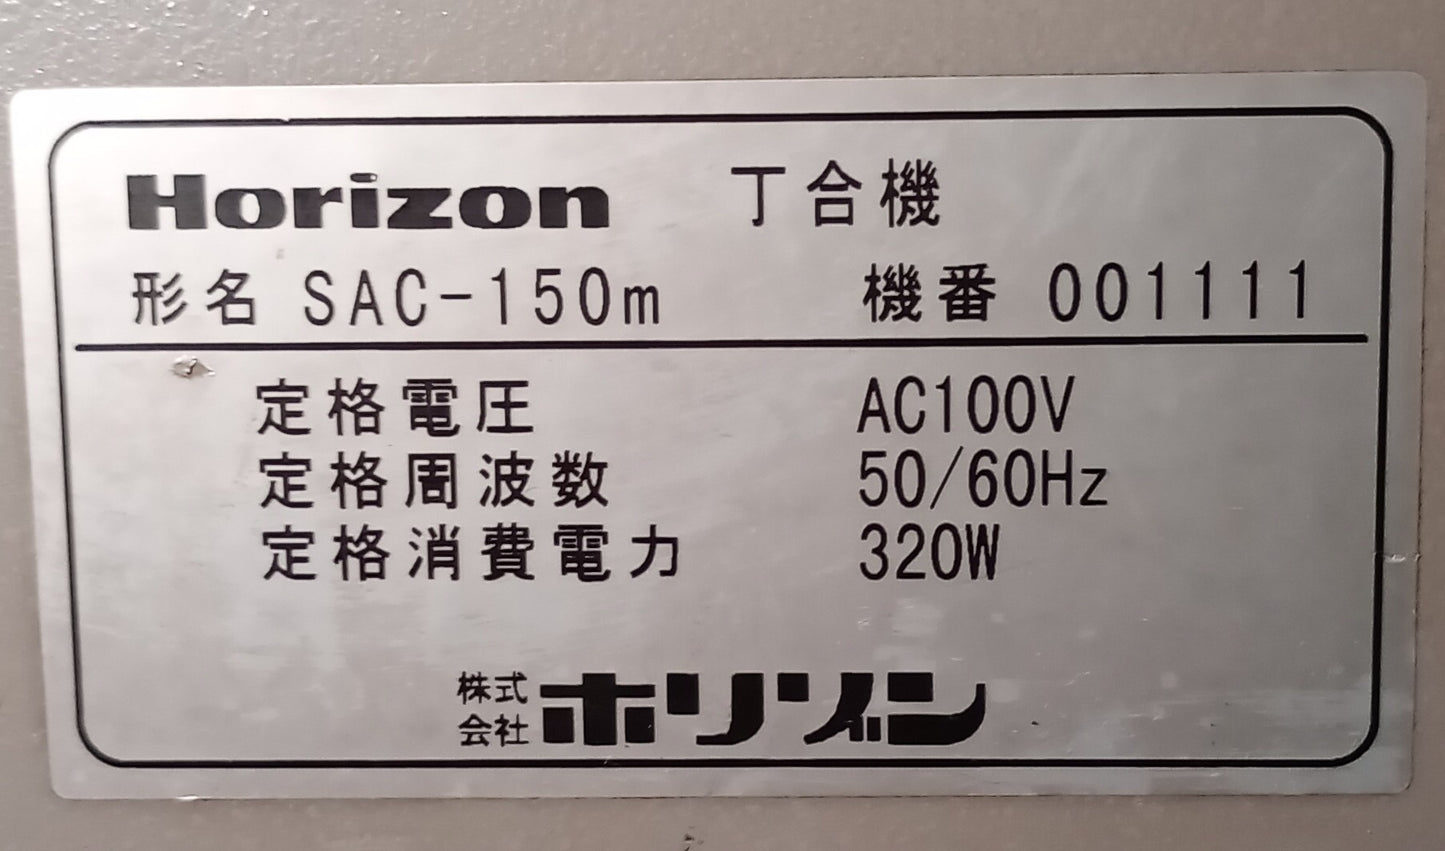 Horizon 丁合機
形名 SAC-150m 機番 001111
定格電圧 AC100V
定格周波数 50/60Hz
定格消費電力 320W
株式会社ホリゾン